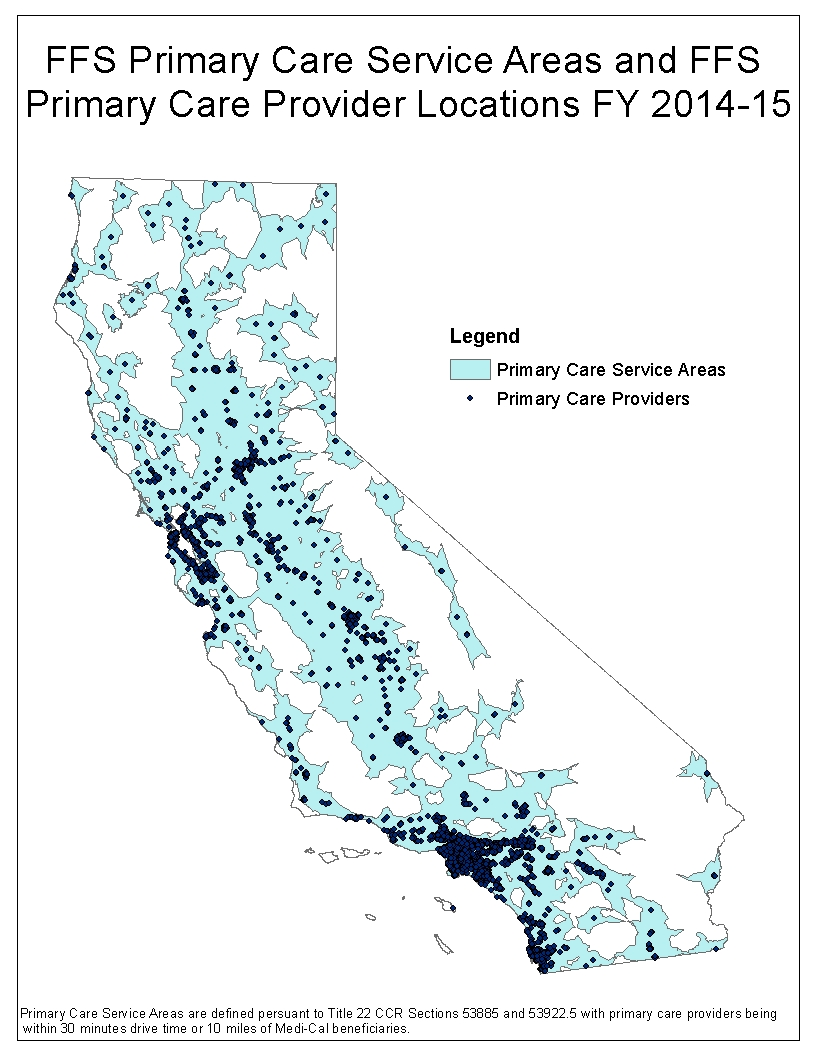 FFS Primary Care Service Areas and FFS
Primary Care Provider Locations FY 2014-15
Legend
Primary Care Service Areas
Primary Care Providers
Primary Care Service Areas are defined persuant to Title 22 CCR Sections 53885 and 53922.5 with primary care providers being
within 30 minutes drive time or 10 miles of Medi-Cal beneficiaries.